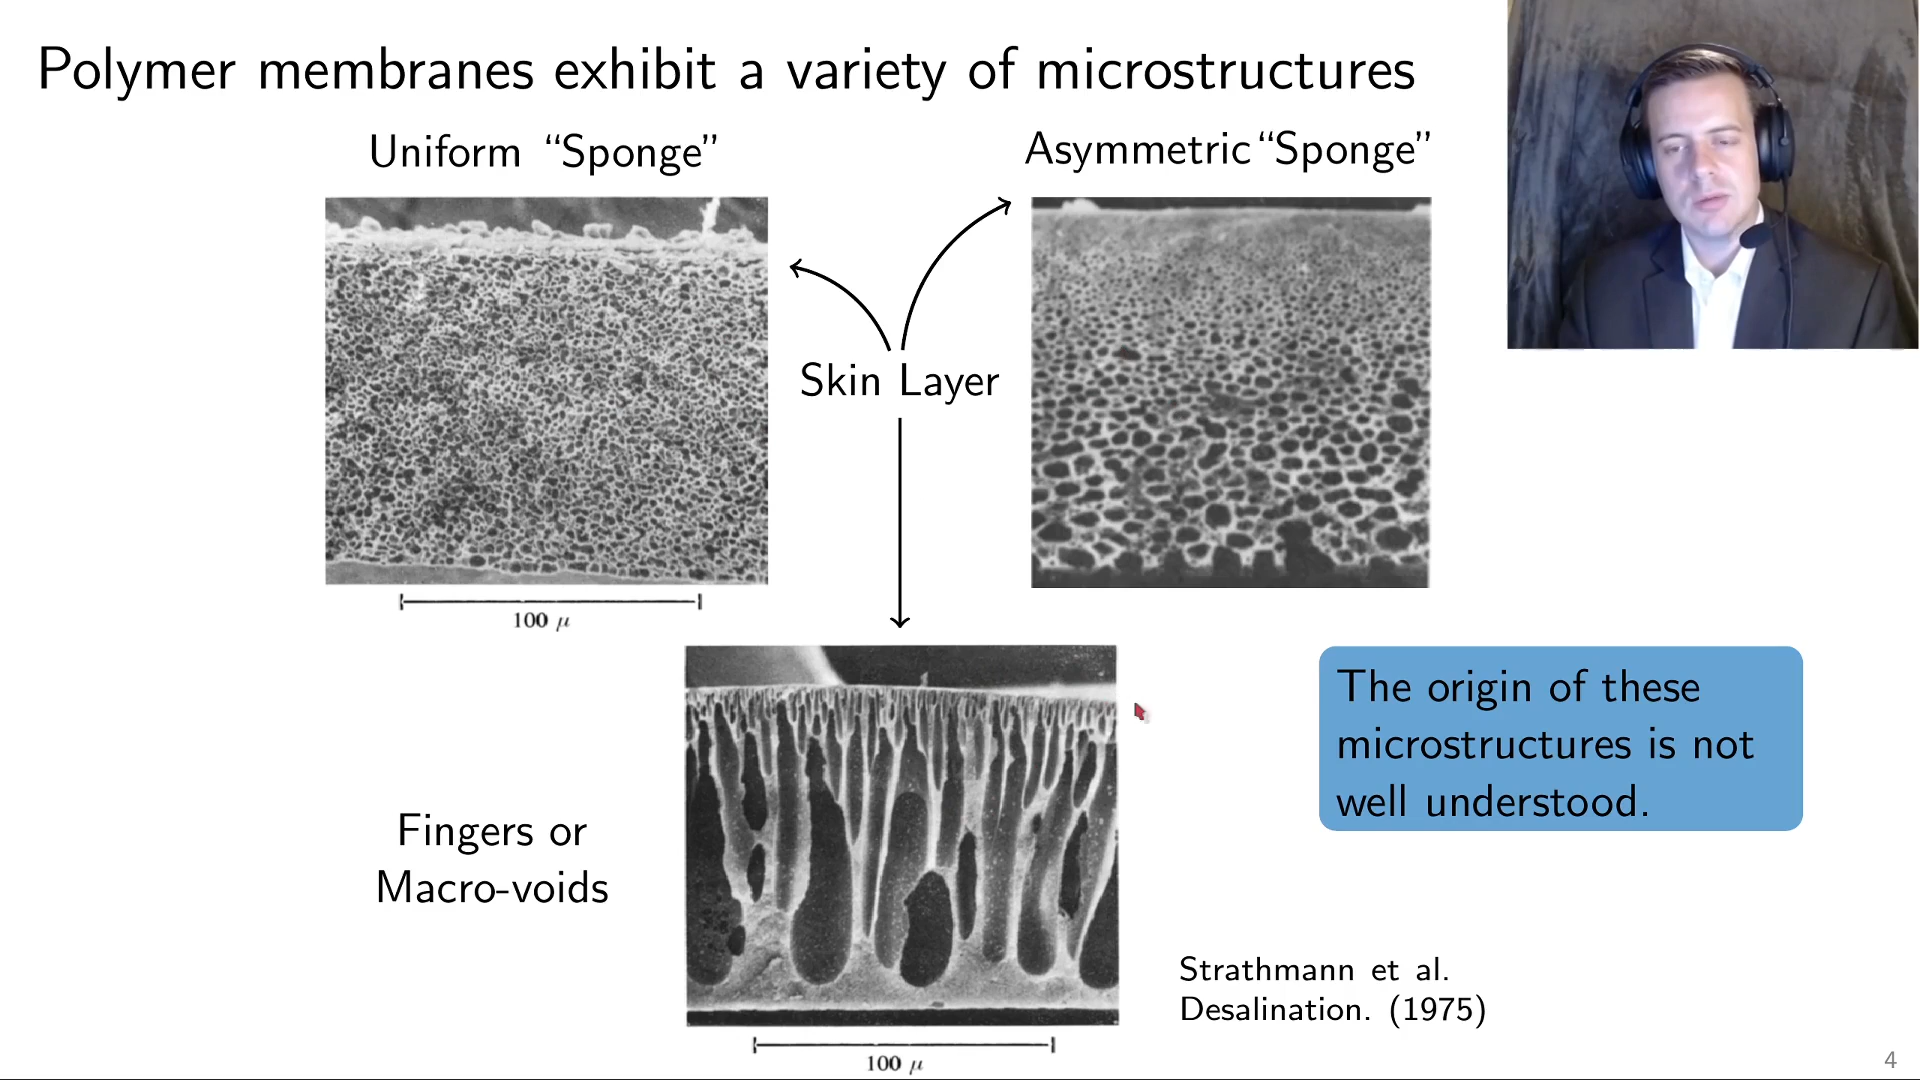 Polymer membranes exhibit a variety of microstructures
Uniform “Sponge”
Asymmetric “Sponge”
Skin Layer
100 μ
Fingers or
Macro-voids
The origin of these
microstructures is not
well understood.
Strathmann et al.
Desalination. (1975)
100 μ
4